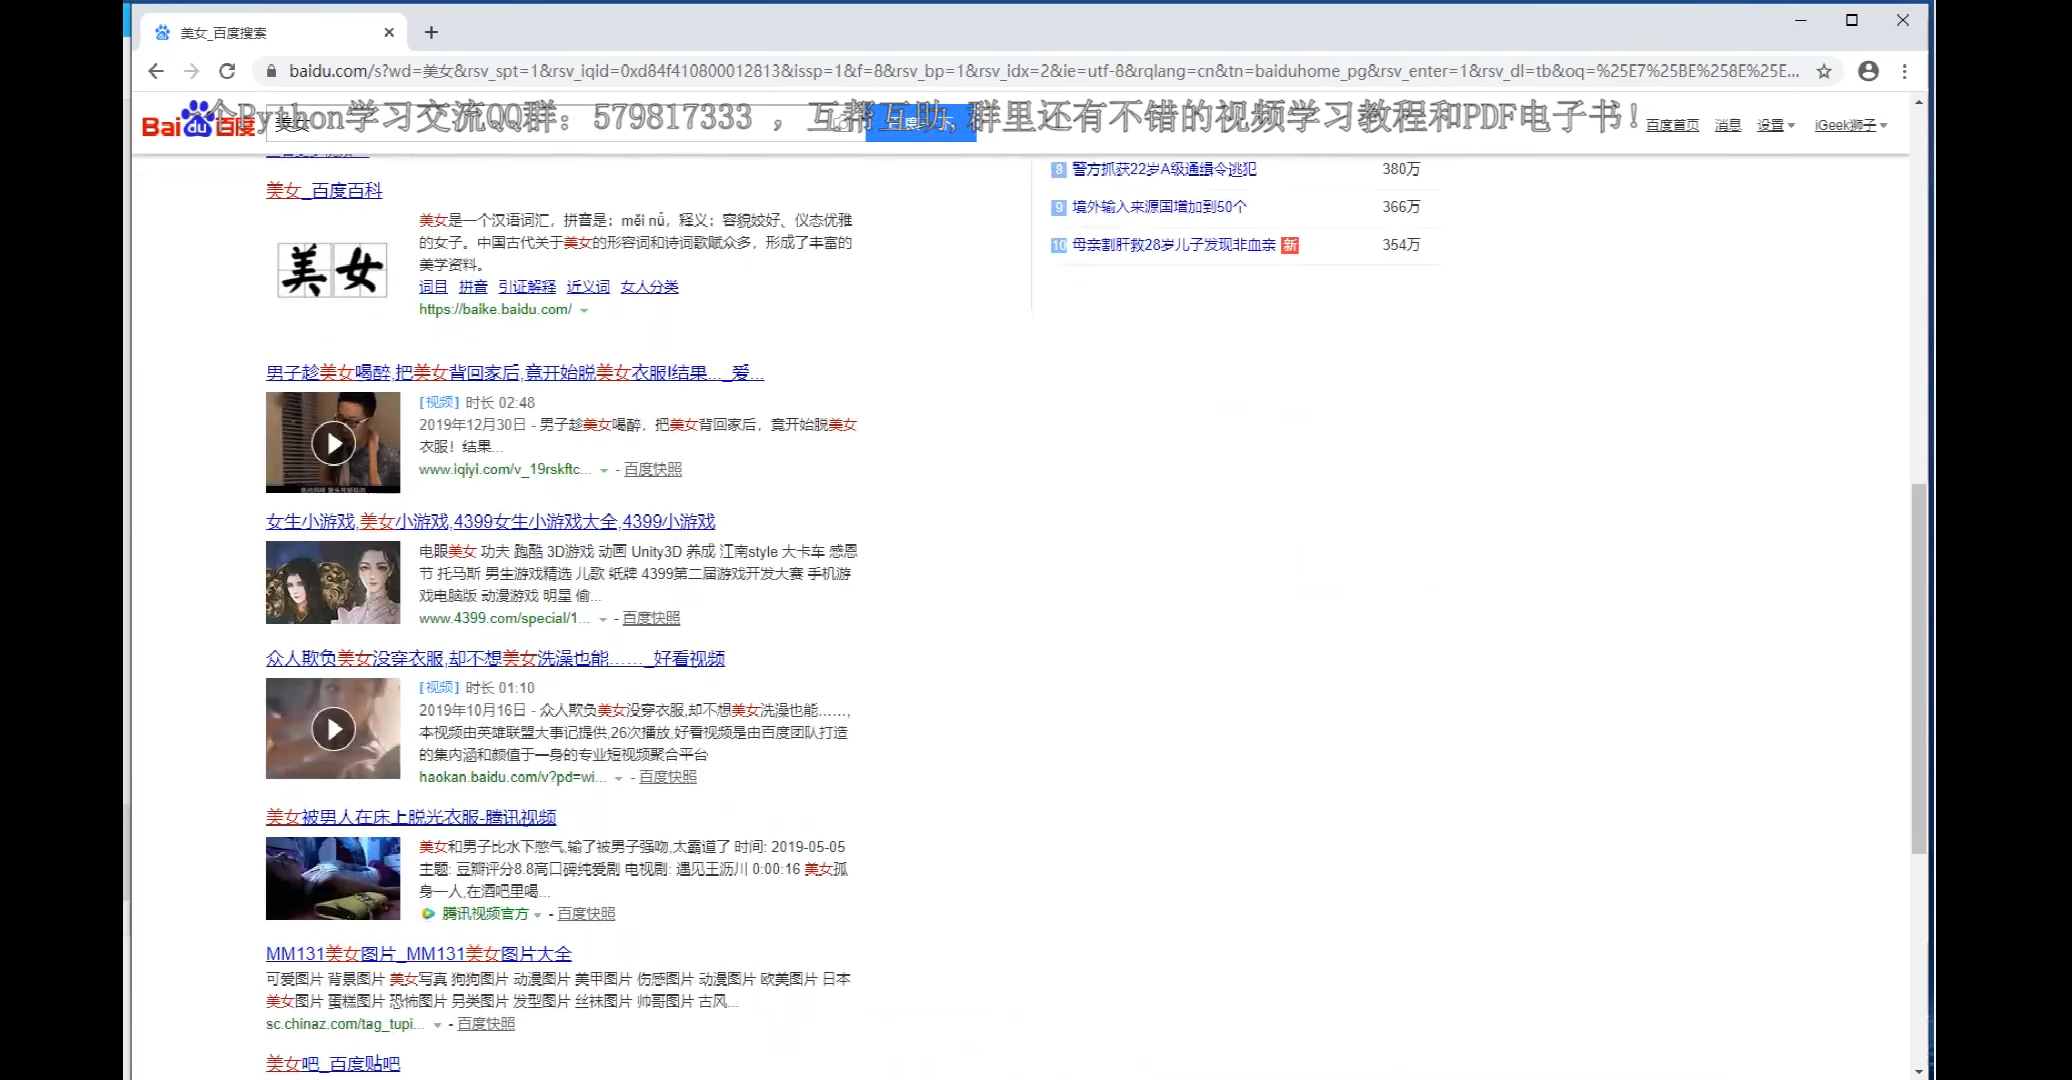 美女_百度搜索
baidu.com/s?wd=美女&rsv_spt=1&rsv_iqid=0xd84f410800012813&issp=1&f=8&rsv_bp=1&rsv_idx=2&ie=utf-8&rqlang=cn&tn=baiduhome_pg&rsv_enter=1&rsv_dl=tb&oq=%25E7%25BE%258E%25E...
Bai du 百度
美女
个Python学习交流QQ群：579817333 ，互帮互助,群里还有不错的视频学习教程和PDF电子书！
百度首页 消息 设置 iGeek狮子
8 警方抓获22岁A级通缉令逃犯 380万
9 境外输入来源国增加到50个 366万
10 母亲割肝救28岁儿子发现非血亲 新 354万
美女_百度百科
美女
美女是一个汉语词汇，拼音是：měi nǚ，释义：容貌姣好、仪态优雅
的女子。中国古代关于美女的形容词和诗词歌赋众多，形成了丰富的
美学资料。
词目 拼音 引证解释 近义词 女人分类
https://baike.baidu.com/
男子趁美女喝醉,把美女背回家后,竟开始脱美女衣服!结果..._爱...
[视频] 时长 02:48
2019年12月30日 - 男子趁美女喝醉，把美女背回家后，竟开始脱美女
衣服！结果...
www.iqiyi.com/v_19rskftc... - 百度快照
女生小游戏,美女小游戏,4399女生小游戏大全,4399小游戏
电眼美女 功夫 跑酷 3D游戏 动画 Unity3D 养成 江南style 大卡车 感恩
节 托马斯 男生游戏精选 儿歌 纸牌 4399第二届游戏开发大赛 手机游
戏电脑版 动漫游戏 明星 偷...
www.4399.com/special/1... - 百度快照
众人欺负美女没穿衣服,却不想美女洗澡也能……_好看视频
[视频] 时长 01:10
2019年10月16日 - 众人欺负美女没穿衣服,却不想美女洗澡也能……,
本视频由英雄联盟大事记提供,26次播放,好看视频是由百度团队打造
的集内涵和颜值于一身的专业短视频聚合平台
haokan.baidu.com/v?pd=wi... - 百度快照
美女被男人在床上脱光衣服-腾讯视频
美女和男子比水下憋气,输了被男子强吻,太霸道了 时间: 2019-05-05
主题: 豆瓣评分8.8高口碑纯爱剧 电视剧: 遇见王沥川 0:00:16 美女孤
身一人,在酒吧里喝...
腾讯视频官方 - 百度快照
MM131美女图片_MM131美女图片大全
可爱图片 背景图片 美女写真 狗狗图片 动漫图片 美甲图片 伤感图片 动漫图片 欧美图片 日本
美女图片 蛋糕图片 恐怖图片 另类图片 发型图片 丝袜图片 帅哥图片 古风...
sc.chinaz.com/tag_tupi... - 百度快照
美女吧_百度贴吧